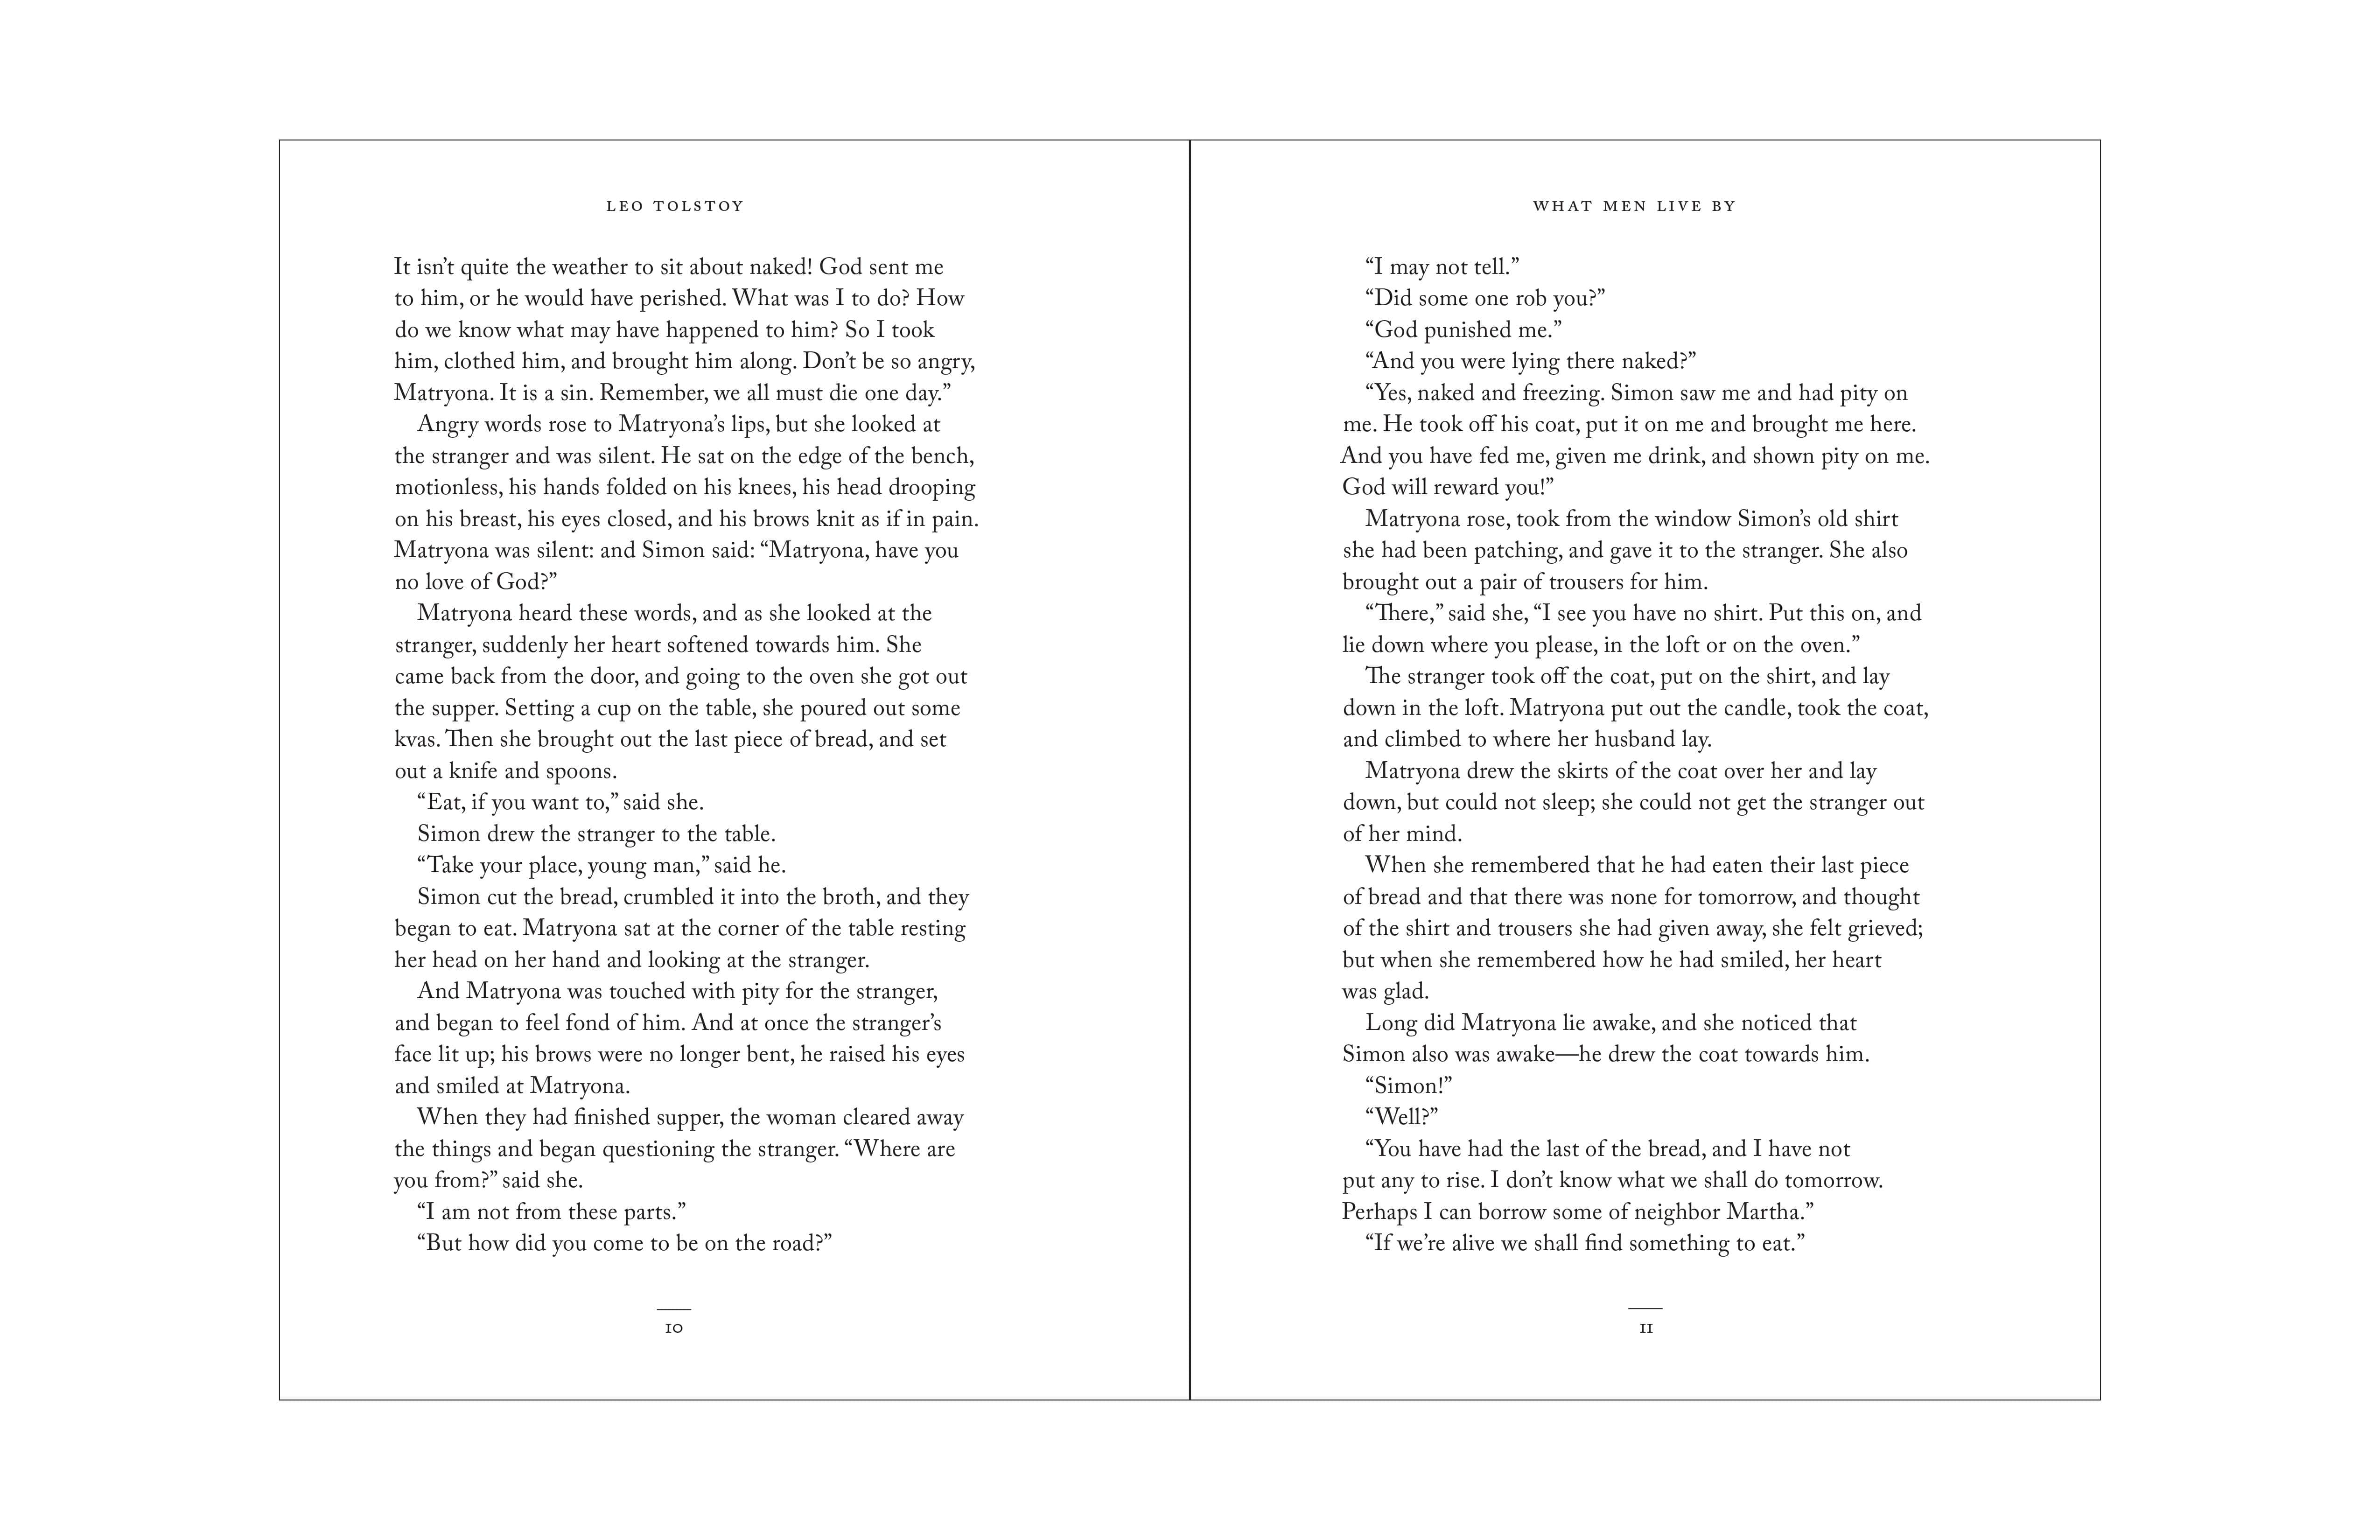 LEO TOLSTOY
It isn’t quite the weather to sit about naked! God sent me
to him, or he would have perished. What was I to do? How
do we know what may have happened to him? So I took
him, clothed him, and brought him along. Don’t be so angry,
Matryona. It is a sin. Remember, we all must die one day.”
Angry words rose to Matryona’s lips, but she looked at
the stranger and was silent. He sat on the edge of the bench,
motionless, his hands folded on his knees, his head drooping
on his breast, his eyes closed, and his brows knit as if in pain.
Matryona was silent: and Simon said: “Matryona, have you
no love of God?”
Matryona heard these words, and as she looked at the
stranger, suddenly her heart softened towards him. She
came back from the door, and going to the oven she got out
the supper. Setting a cup on the table, she poured out some
kvas. Then she brought out the last piece of bread, and set
out a knife and spoons.
“Eat, if you want to,” said she.
Simon drew the stranger to the table.
“Take your place, young man,” said he.
Simon cut the bread, crumbled it into the broth, and they
began to eat. Matryona sat at the corner of the table resting
her head on her hand and looking at the stranger.
And Matryona was touched with pity for the stranger,
and began to feel fond of him. And at once the stranger’s
face lit up; his brows were no longer bent, he raised his eyes
and smiled at Matryona.
When they had finished supper, the woman cleared away
the things and began questioning the stranger. “Where are
you from?” said she.
“I am not from these parts.”
“But how did you come to be on the road?”
10
WHAT MEN LIVE BY
“I may not tell.”
“Did some one rob you?”
“God punished me.”
“And you were lying there naked?”
“Yes, naked and freezing. Simon saw me and had pity on
me. He took off his coat, put it on me and brought me here.
And you have fed me, given me drink, and shown pity on me.
God will reward you!”
Matryona rose, took from the window Simon’s old shirt
she had been patching, and gave it to the stranger. She also
brought out a pair of trousers for him.
“There,” said she, “I see you have no shirt. Put this on, and
lie down where you please, in the loft or on the oven.”
The stranger took off the coat, put on the shirt, and lay
down in the loft. Matryona put out the candle, took the coat,
and climbed to where her husband lay.
Matryona drew the skirts of the coat over her and lay
down, but could not sleep; she could not get the stranger out
of her mind.
When she remembered that he had eaten their last piece
of bread and that there was none for tomorrow, and thought
of the shirt and trousers she had given away, she felt grieved;
but when she remembered how he had smiled, her heart
was glad.
Long did Matryona lie awake, and she noticed that
Simon also was awake—he drew the coat towards him.
“Simon!”
“Well?”
“You have had the last of the bread, and I have not
put any to rise. I don’t know what we shall do tomorrow.
Perhaps I can borrow some of neighbor Martha.”
“If we’re alive we shall find something to eat.”
11